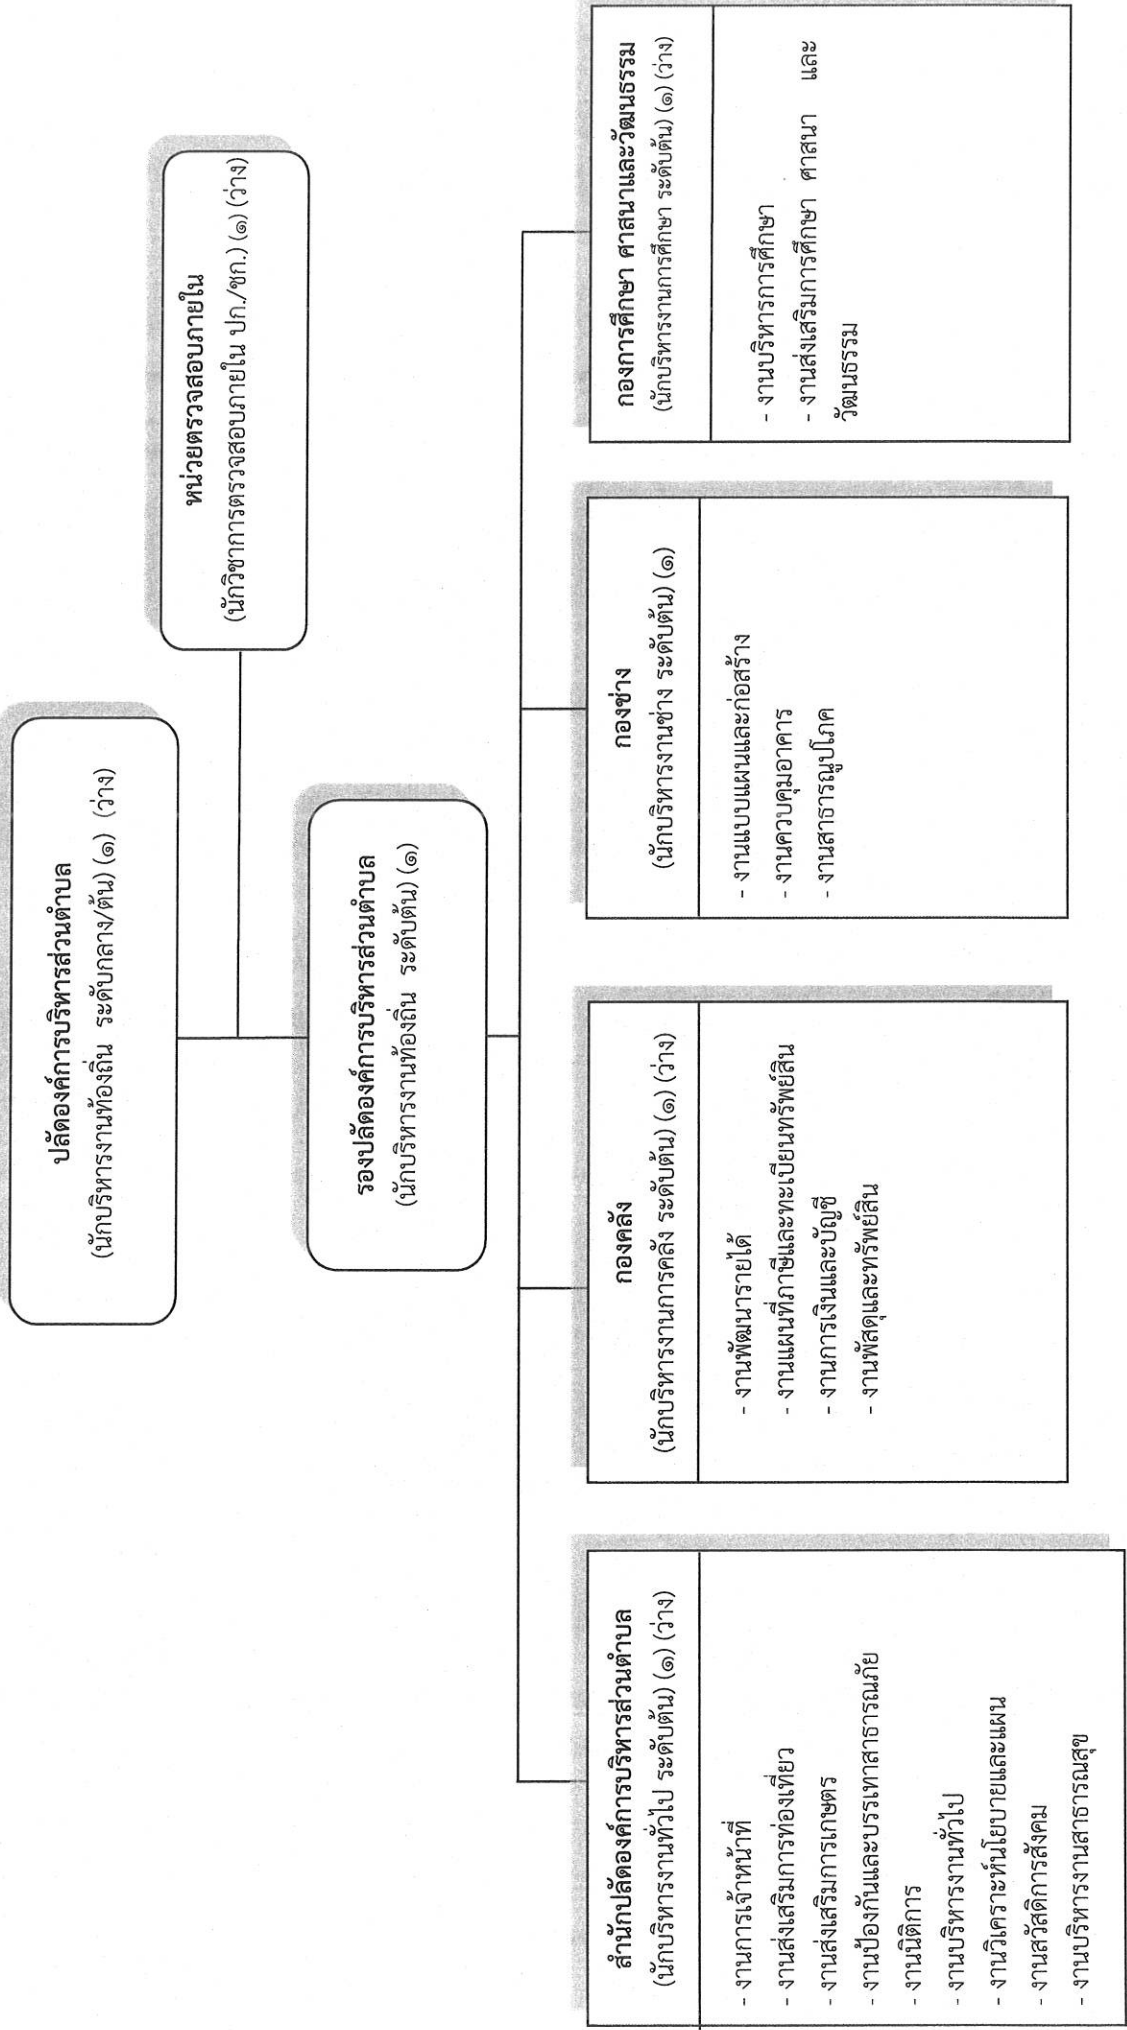 ปลัดองค์การบริหารส่วนตำบล
(นักบริหารงานท้องถิ่น ระดับกลาง/ต้น) (๑) (ว่าง)
หน่วยตรวจสอบภายใน
(นักวิชาการตรวจสอบภายใน ปก./ชก.) (๑) (ว่าง)
รองปลัดองค์การบริหารส่วนตำบล
(นักบริหารงานท้องถิ่น ระดับต้น) (๑)
สำนักปลัดองค์การบริหารส่วนตำบล
(นักบริหารงานทั่วไป ระดับต้น) (๑) (ว่าง)
- งานการเจ้าหน้าที่
- งานส่งเสริมการท่องเที่ยว
- งานส่งเสริมการเกษตร
- งานป้องกันและบรรเทาสาธารณภัย
- งานนิติการ
- งานบริหารงานทั่วไป
- งานวิเคราะห์นโยบายและแผน
- งานสวัสดิการสังคม
- งานบริหารงานสาธารณสุข
กองคลัง
(นักบริหารงานการคลัง ระดับต้น) (๑) (ว่าง)
- งานพัฒนารายได้
- งานแผนที่ภาษีและทะเบียนทรัพย์สิน
- งานการเงินและบัญชี
- งานพัสดุและทรัพย์สิน
กองช่าง
(นักบริหารงานช่าง ระดับต้น) (๑)
- งานแบบแผนและก่อสร้าง
- งานควบคุมอาคาร
- งานสาธารณูปโภค
กองการศึกษา ศาสนาและวัฒนธรรม
(นักบริหารงานการศึกษา ระดับต้น) (๑) (ว่าง)
- งานบริหารการศึกษา
- งานส่งเสริมการศึกษา ศาสนา และ
วัฒนธรรม